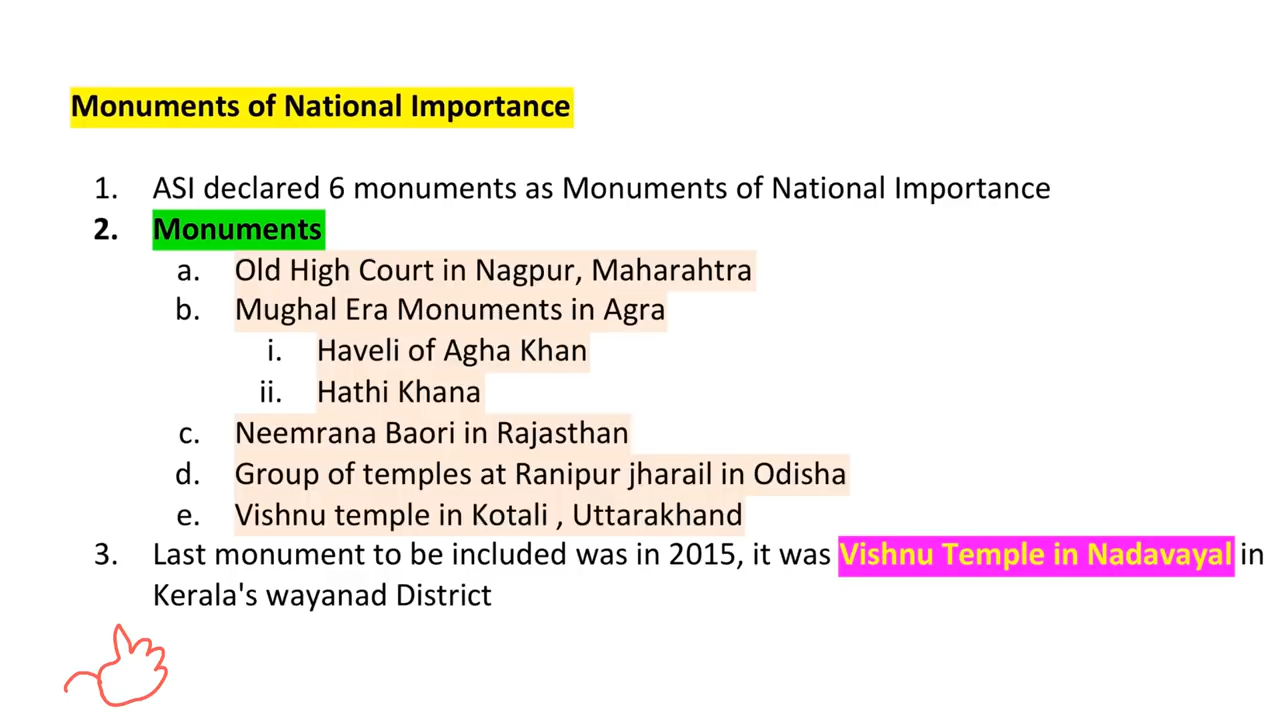 Monuments of National Importance
1. ASI declared 6 monuments as Monuments of National Importance
2. Monuments
a. Old High Court in Nagpur, Maharahtra
b. Mughal Era Monuments in Agra
i. Haveli of Agha Khan
ii. Hathi Khana
c. Neemrana Baori in Rajasthan
d. Group of temples at Ranipur jharail in Odisha
e. Vishnu temple in Kotali , Uttarakhand
3. Last monument to be included was in 2015, it was Vishnu Temple in Nadavayal in
Kerala's wayanad District